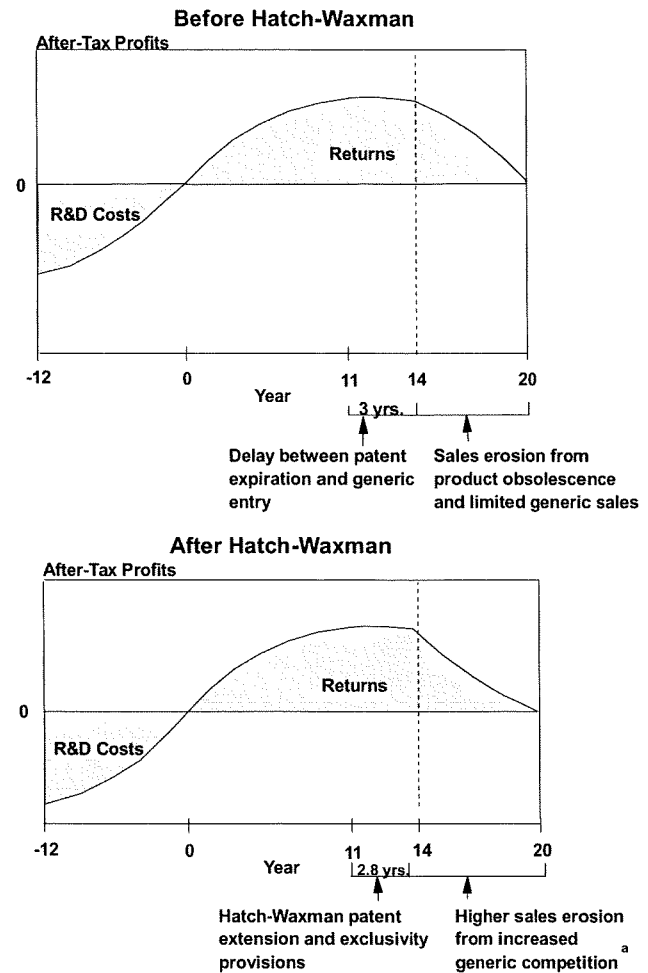 Before Hatch-Waxman
After-Tax Profits
Returns
0
R&D Costs
-12 0 11 14 20
Year
3 yrs.
Delay between patent Sales erosion from
expiration and generic product obsolescence
entry and limited generic sales
After Hatch-Waxman
After-Tax Profits
Returns
0
R&D Costs
-12 0 11 14 20
Year
2.8 yrs.
Hatch-Waxman patent Higher sales erosion
extension and exclusivity from increased
provisions generic competition a